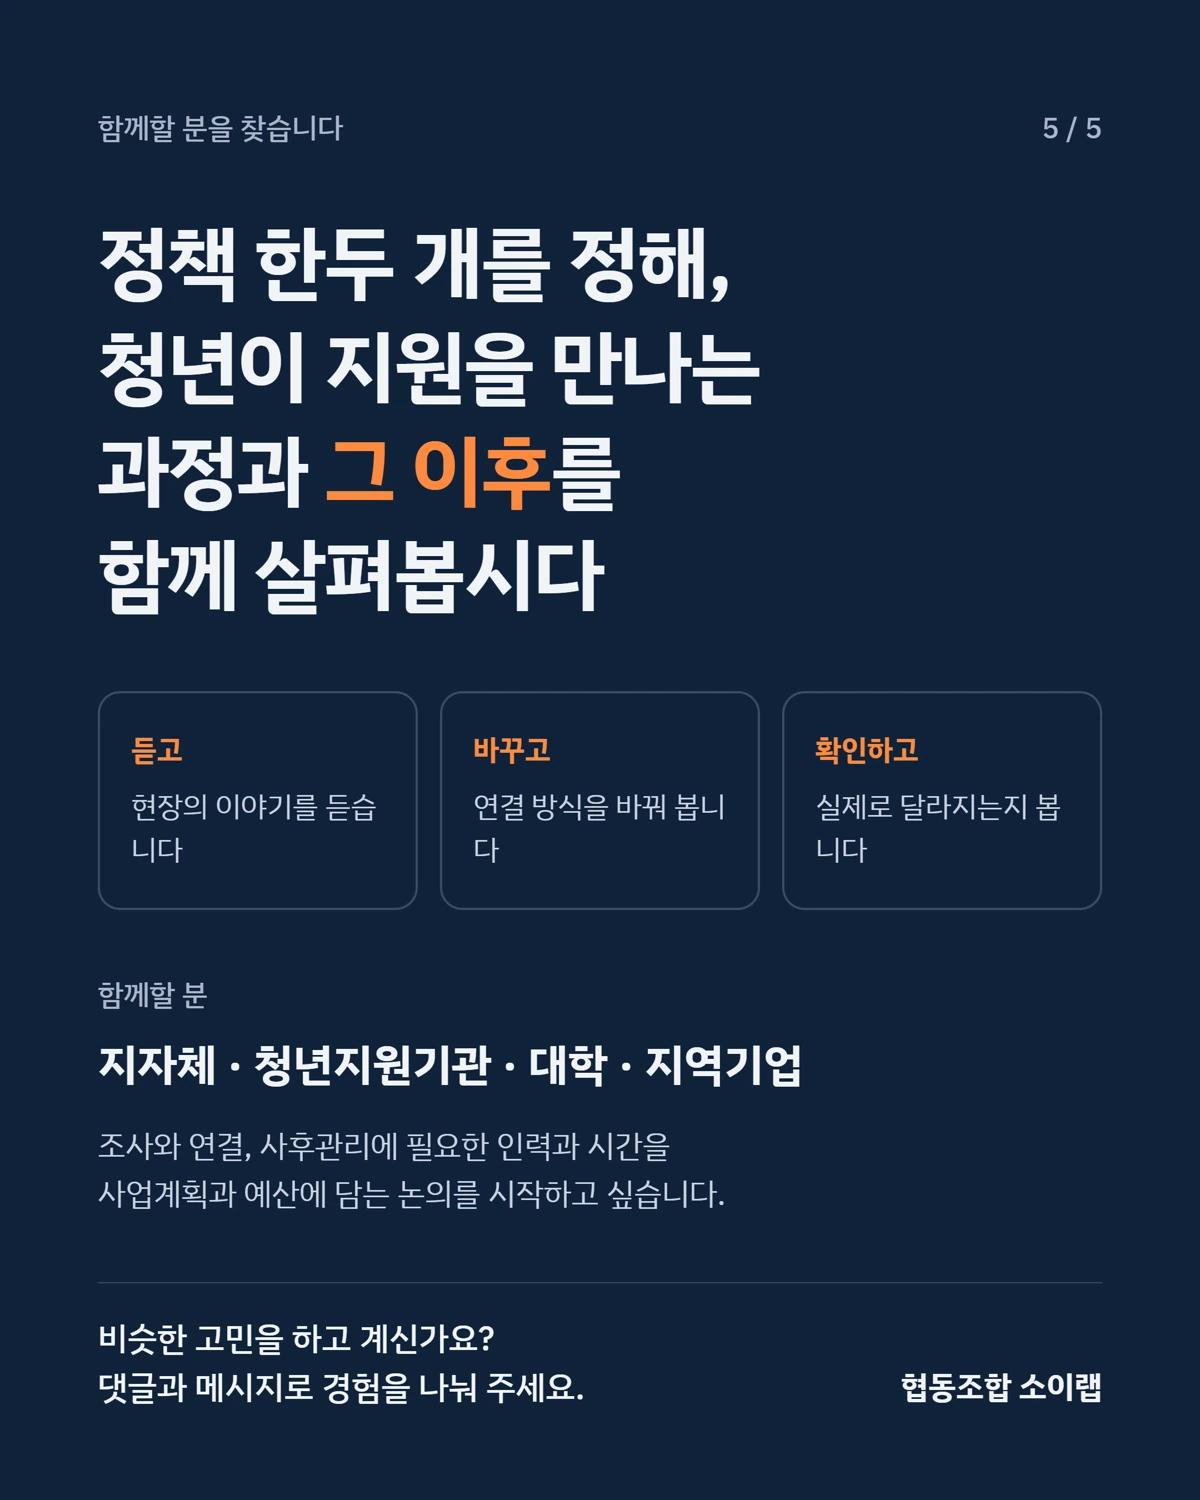 함께할 분을 찾습니다
5 / 5
정책 한두 개를 정해,
청년이 지원을 만나는
과정과 그 이후를
함께 살펴봅시다
듣고
현장의 이야기를 듣습
니다
바꾸고
연결 방식을 바꿔 봅니
다
확인하고
실제로 달라지는지 봅
니다
함께할 분
지자체 · 청년지원기관 · 대학 · 지역기업
조사와 연결, 사후관리에 필요한 인력과 시간을
사업계획과 예산에 담는 논의를 시작하고 싶습니다.
비슷한 고민을 하고 계신가요?
댓글과 메시지로 경험을 나눠 주세요.
협동조합 소이랩